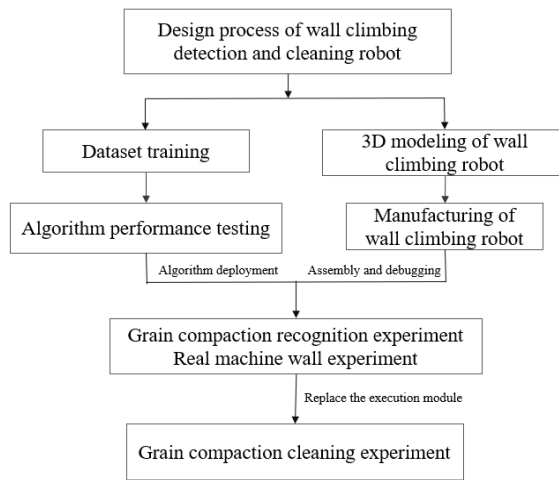 Design process of wall climbing
detection and cleaning robot
Dataset training
3D modeling of wall
climbing robot
Algorithm performance testing
Manufacturing of
wall climbing robot
Algorithm deployment
Assembly and debugging
Grain compaction recognition experiment
Real machine wall experiment
Replace the execution module
Grain compaction cleaning experiment